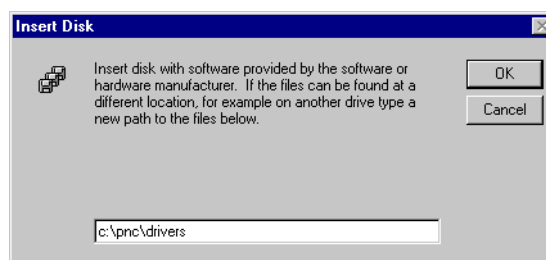 Insert Disk
Insert disk with software provided by the software or
hardware manufacturer. If the files can be found at a
different location, for example on another drive type a
new path to the files below.
OK
Cancel
c:\pnc\drivers